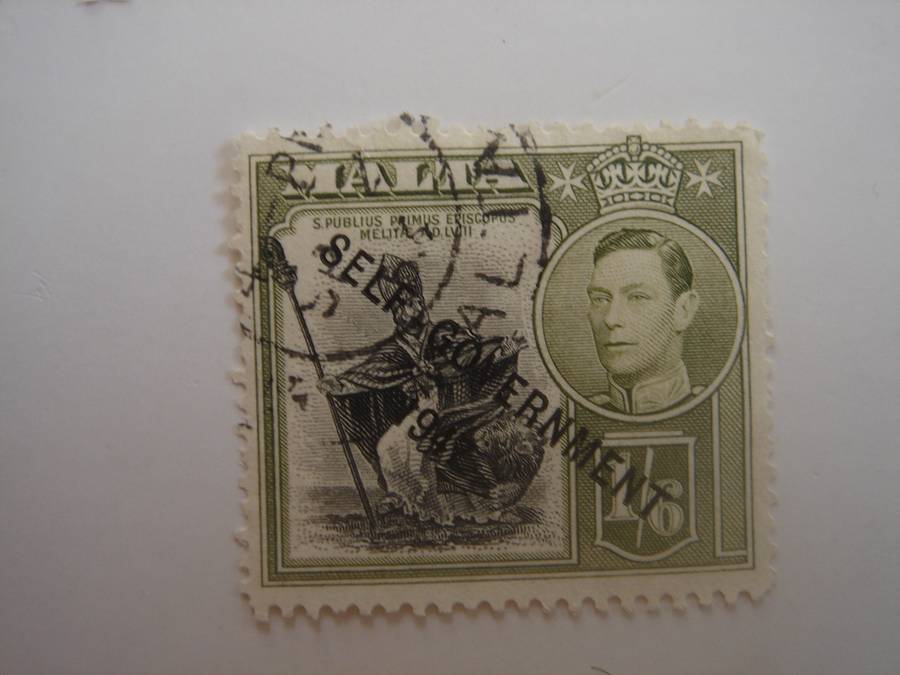 MALTA
S.PUBLIUS PRIMUS EPISCOPUS
MELITÆ A.D.LVIII
SELF GOVERNMENT
1/6